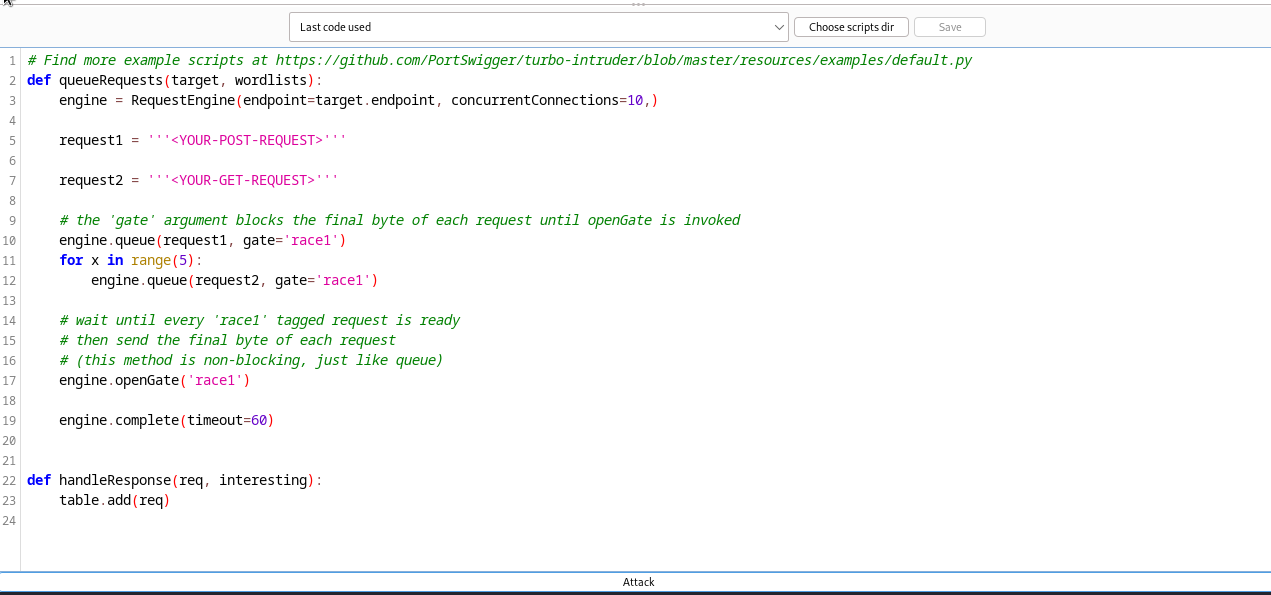 Last code used
Choose scripts dir
Save
1 # Find more example scripts at https://github.com/PortSwigger/turbo-intruder/blob/master/resources/examples/default.py
2 def queueRequests(target, wordlists):
3     engine = RequestEngine(endpoint=target.endpoint, concurrentConnections=10,)
4
5     request1 = '''<YOUR-POST-REQUEST>'''
6
7     request2 = '''<YOUR-GET-REQUEST>'''
8
9     # the 'gate' argument blocks the final byte of each request until openGate is invoked
10     engine.queue(request1, gate='race1')
11     for x in range(5):
12         engine.queue(request2, gate='race1')
13
14     # wait until every 'race1' tagged request is ready
15     # then send the final byte of each request
16     # (this method is non-blocking, just like queue)
17     engine.openGate('race1')
18
19     engine.complete(timeout=60)
20
21
22 def handleResponse(req, interesting):
23     table.add(req)
24
Attack